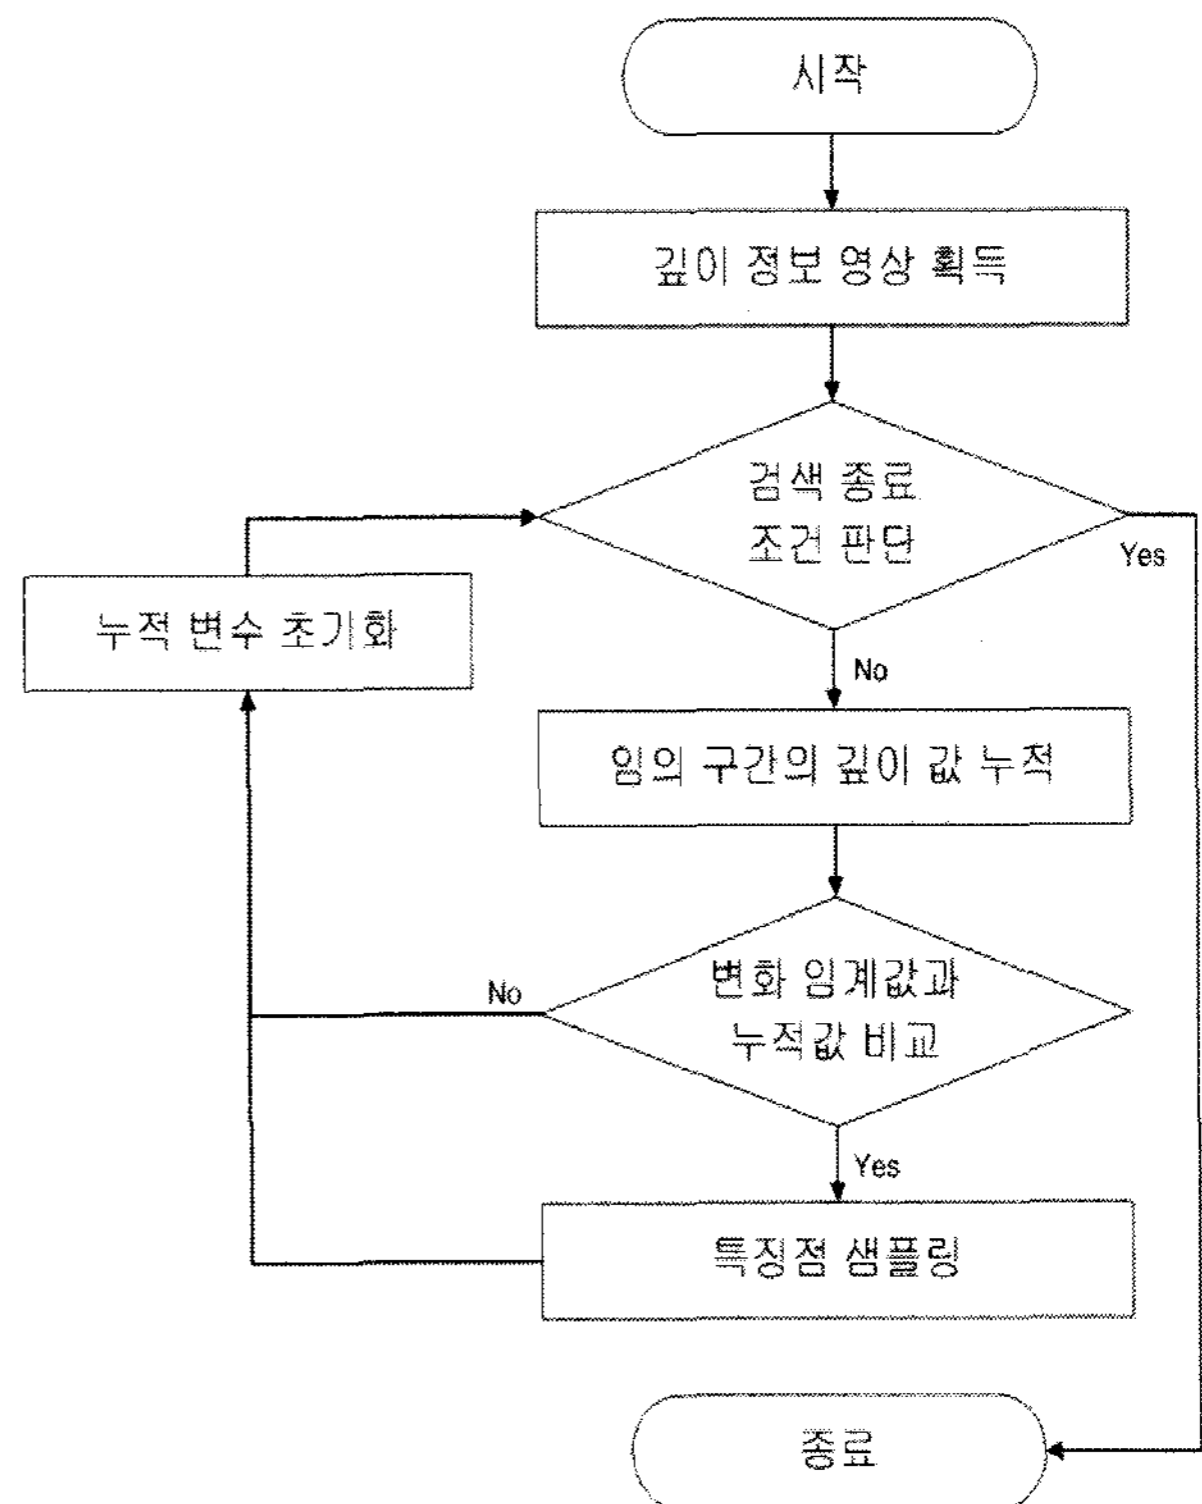 시작
깊이 정보 영상 획득
검색 종료
조건 판단
Yes
누적 변수 초기화
No
임의 구간의 깊이 값 누적
변화 임계값과
누적값 비교
No
Yes
특징점 샘플링
종료